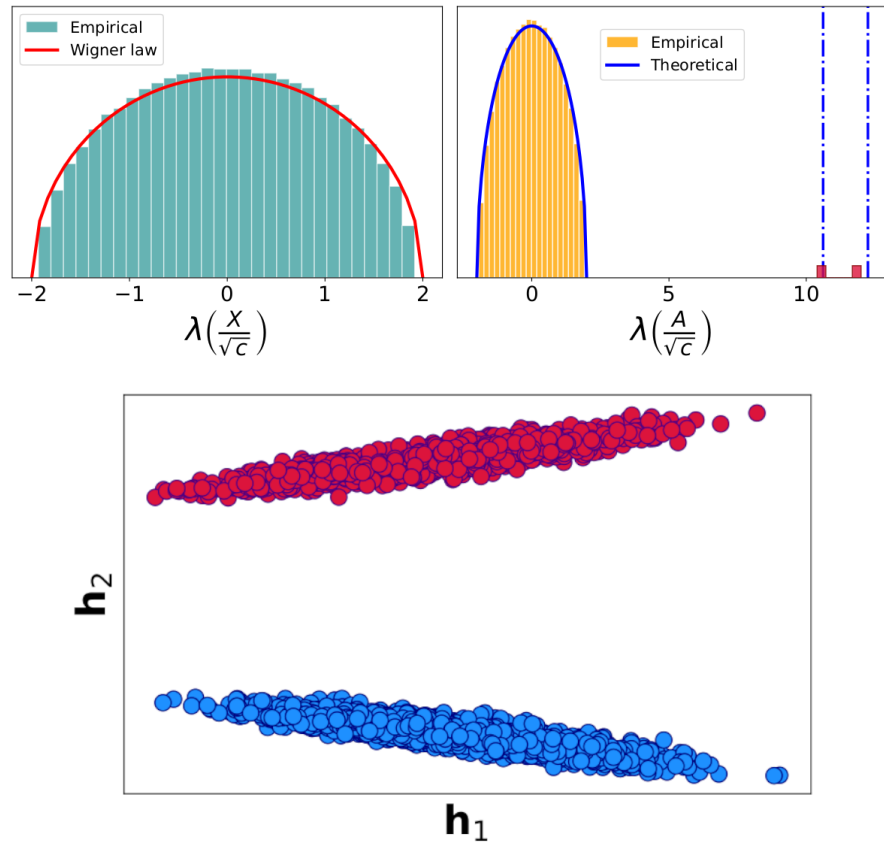 Empirical
Wigner law
−2 −1 0 1 2
λ(X/√c)
Empirical
Theoretical
0 5 10
λ(A/√c)
h₂
h₁